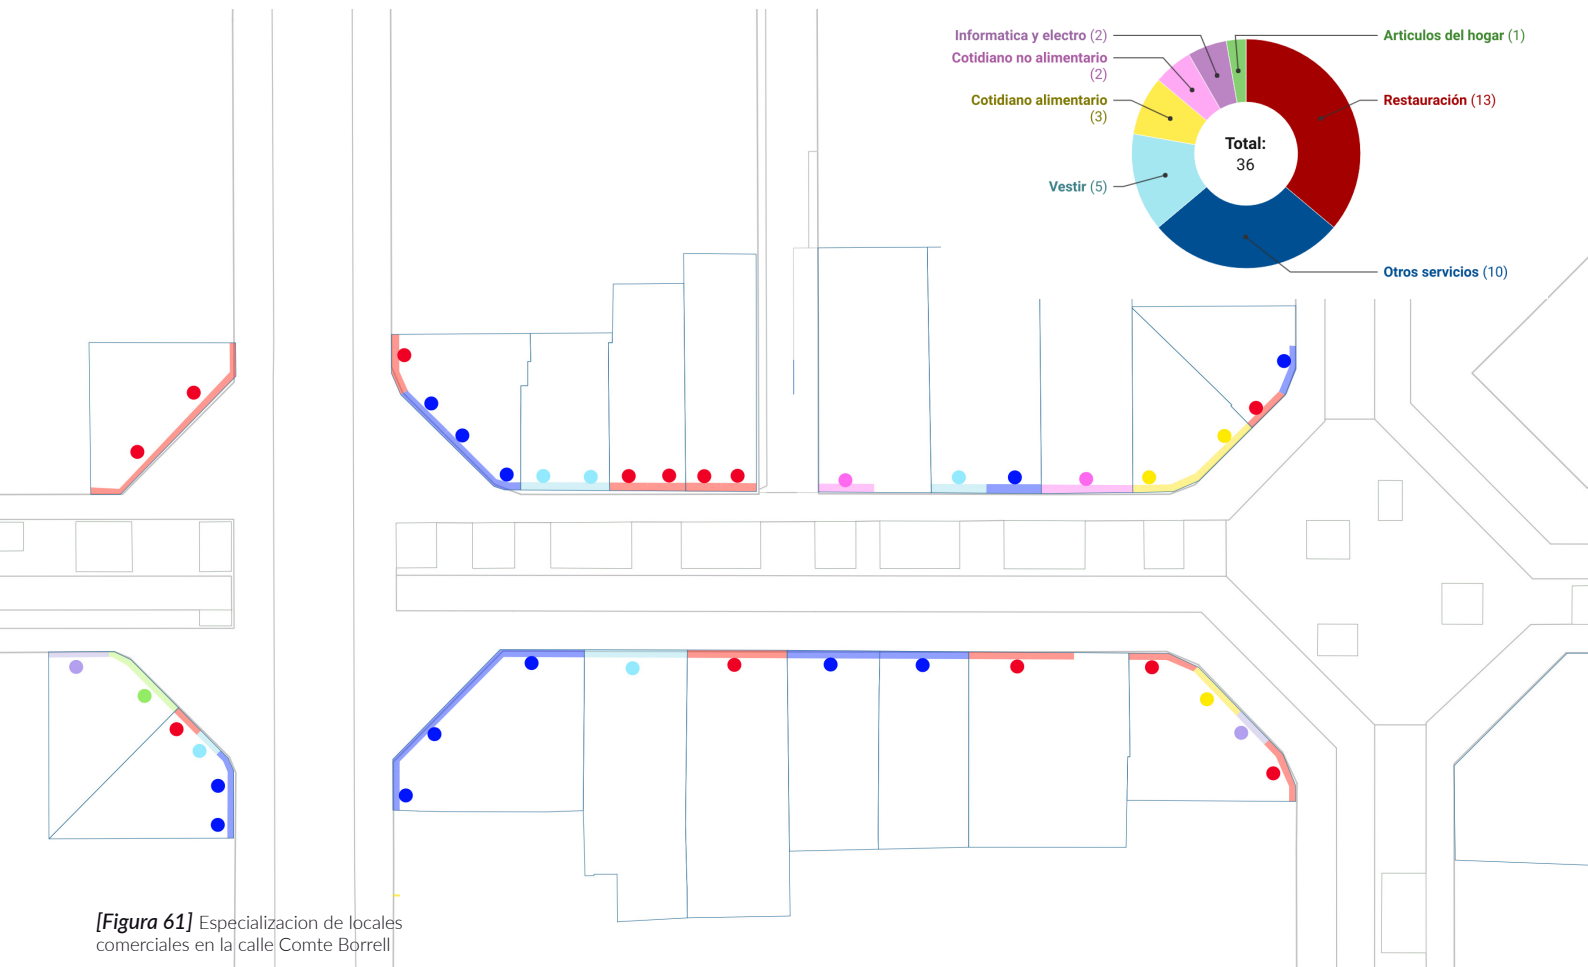 Informatica y electro (2)
Cotidiano no alimentario
(2)
Cotidiano alimentario
(3)
Vestir (5)
Total:
36
Articulos del hogar (1)
Restauración (13)
Otros servicios (10)
[Figura 61] Especializacion de locales
comerciales en la calle Comte Borrell